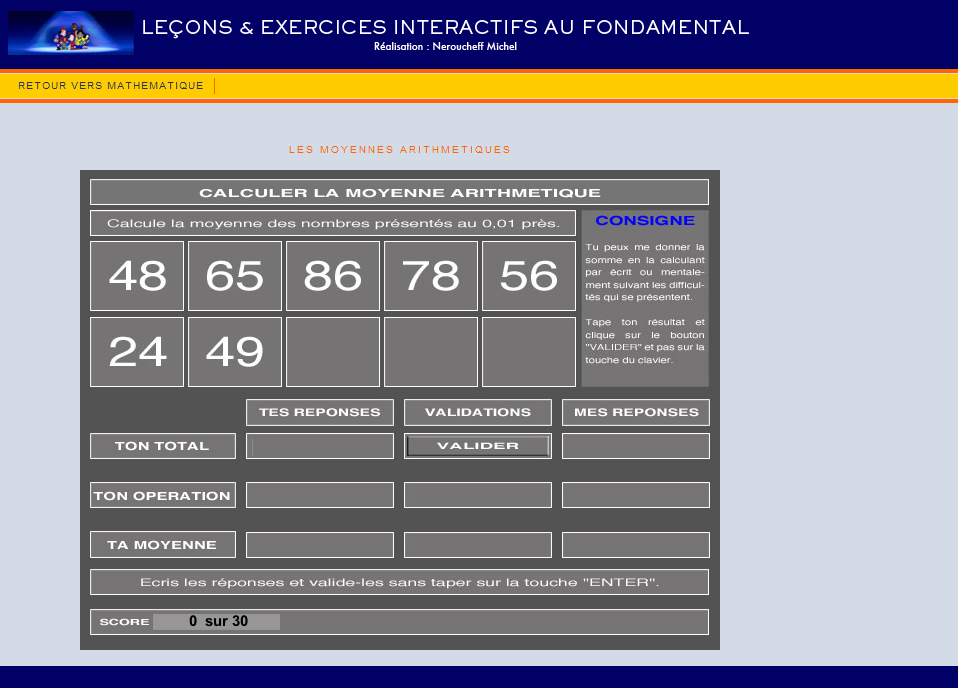 LEÇONS & EXERCICES INTERACTIFS AU FONDAMENTAL
Réalisation : Neroucheff Michel
RETOUR VERS MATHEMATIQUE
LES MOYENNES ARITHMETIQUES
CALCULER LA MOYENNE ARITHMETIQUE
Calcule la moyenne des nombres présentés au 0,01 près.
48 65 86 78 56
24 49
CONSIGNE
Tu peux me donner la
somme en la calculant
par écrit ou mentale-
ment suivant les difficul-
tés qui se présentent.
Tape ton résultat et
clique sur le bouton
"VALIDER" et pas sur la
touche du clavier.
TES REPONSES VALIDATIONS MES REPONSES
TON TOTAL VALIDER
TON OPERATION
TA MOYENNE
Ecris les réponses et valide-les sans taper sur la touche "ENTER".
SCORE 0 sur 30